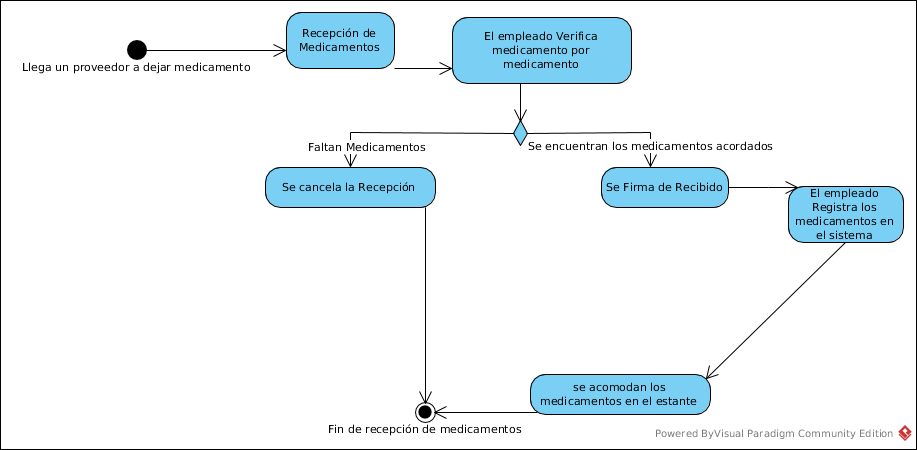 Recepción de
Medicamentos
El empleado Verifica
medicamento por
medicamento
Llega un proveedor a dejar medicamento
Faltan Medicamentos
Se encuentran los medicamentos acordados
Se cancela la Recepción
Se Firma de Recibido
El empleado
Registra los
medicamentos en
el sistema
se acomodan los
medicamentos en el estante
Fin de recepción de medicamentos
Powered ByVisual Paradigm Community Edition